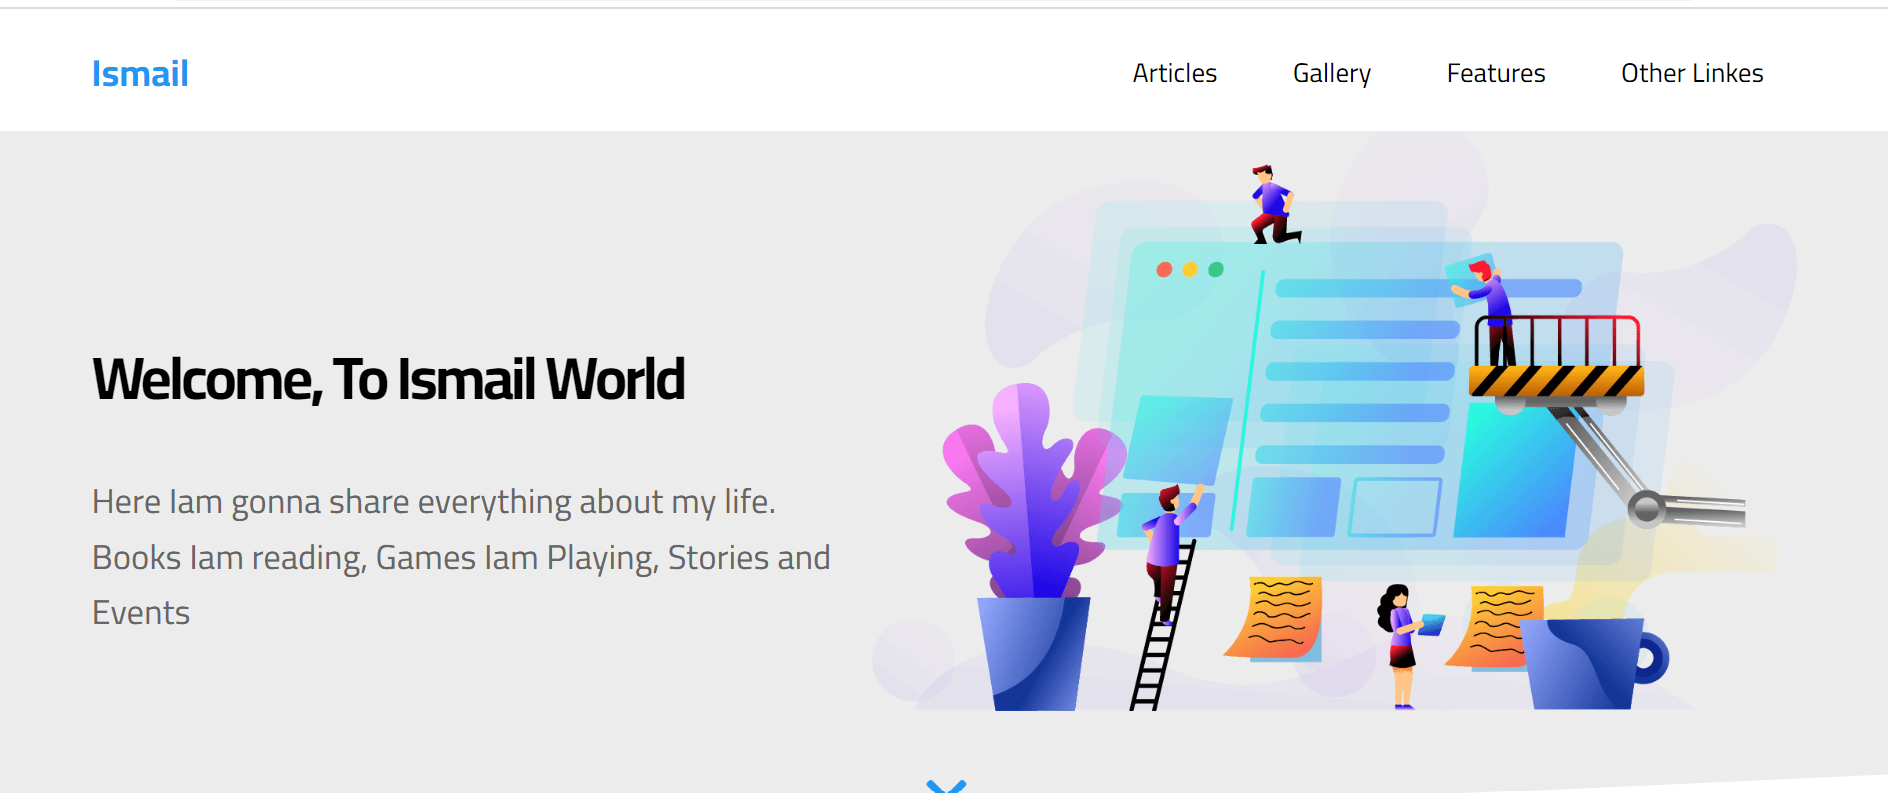 Ismail
Articles
Gallery
Features
Other Linkes
Welcome, To Ismail World
Here Iam gonna share everything about my life.
Books Iam reading, Games Iam Playing, Stories and
Events